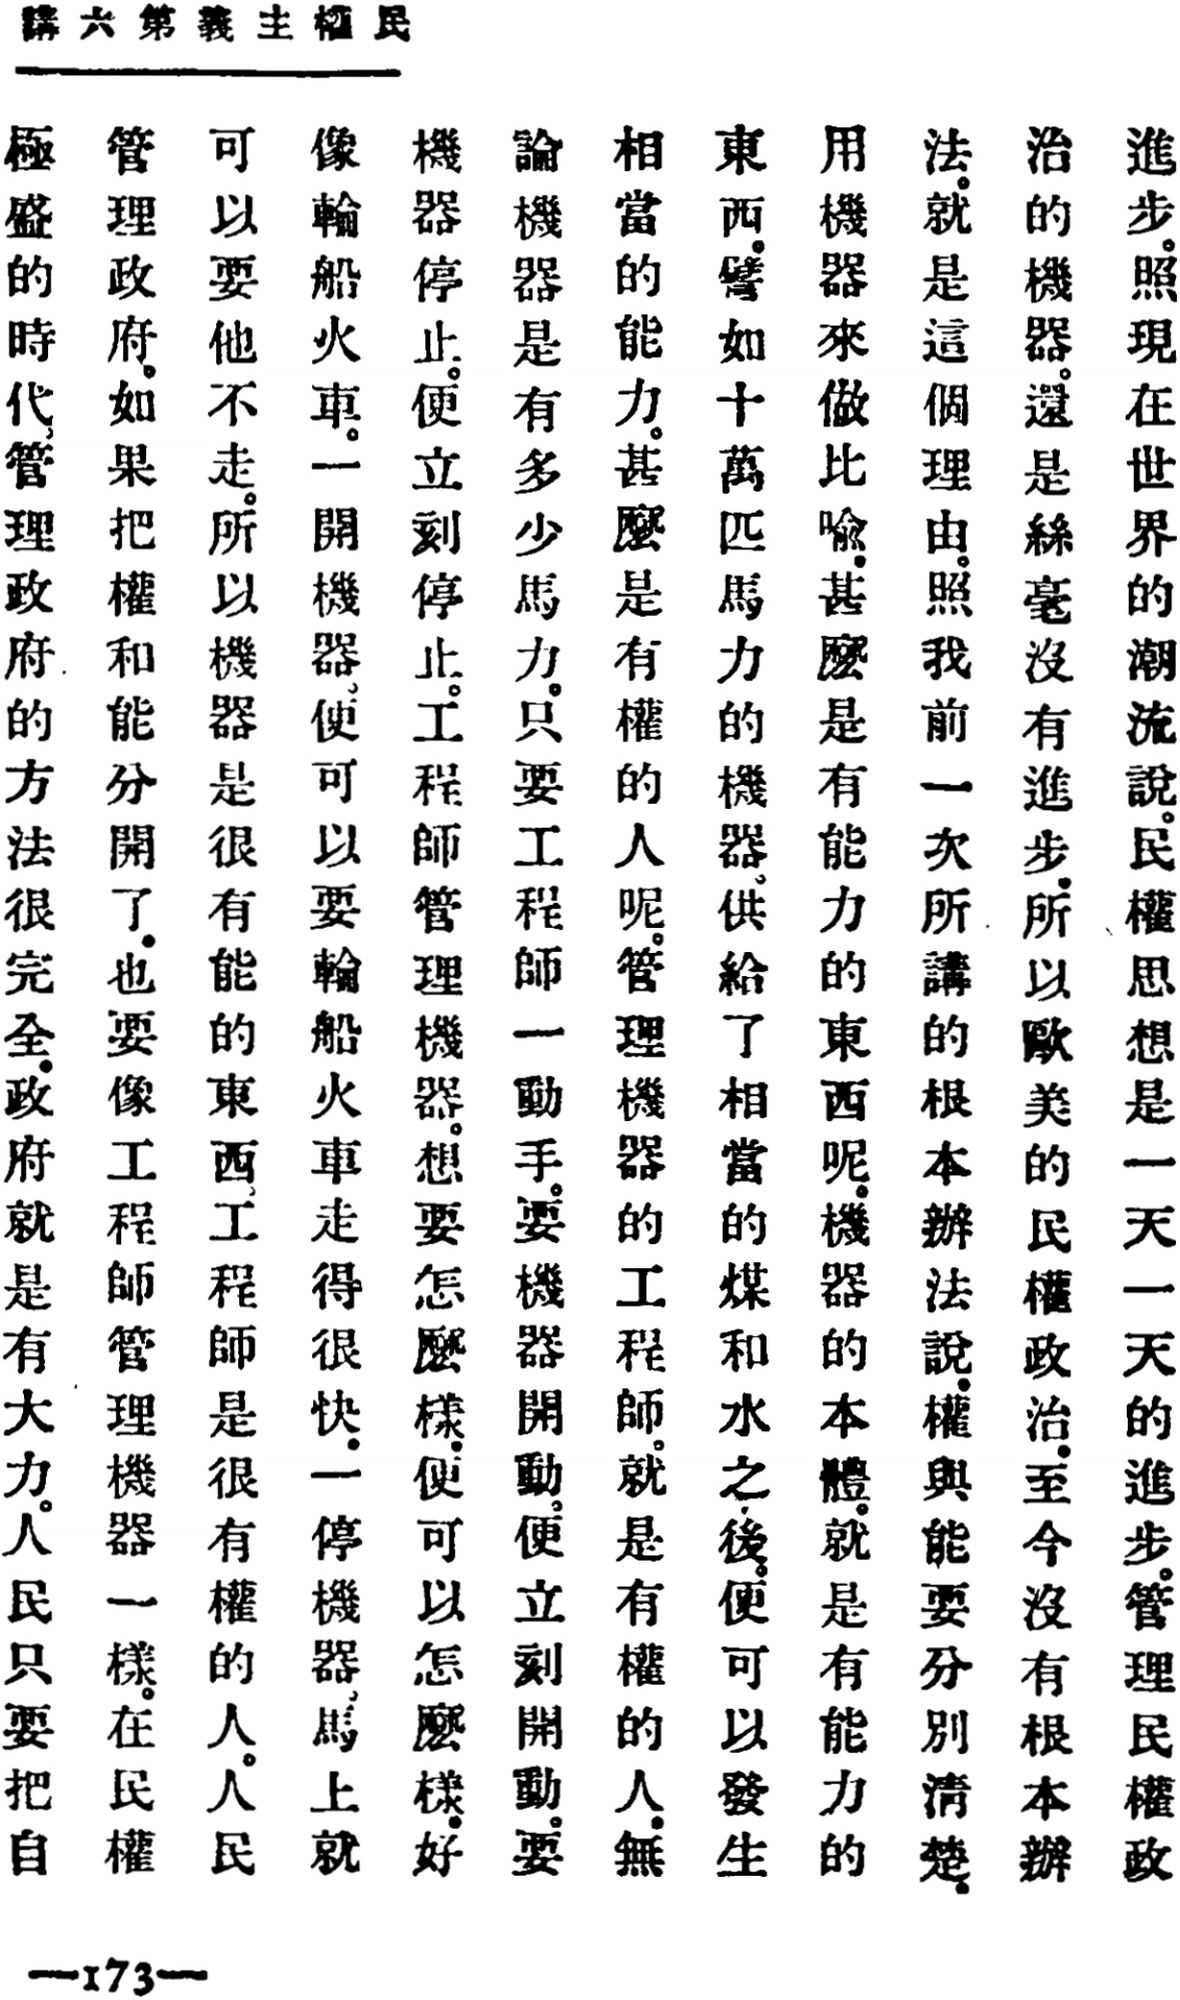 民權主義第六講
進步。照現在世界的潮流說。民權思想是一天一天的進步。管理民權政
治的機器。還是絲毫沒有進步。所以歐美的民權政治。至今沒有根本辦
法。就是這個理由。照我前一次所講的根本辦法說。權與能要分別清楚。
用機器來做比喩。甚麼是有能力的東西呢。機器的本體。就是有能力的
東西。譬如十萬匹馬力的機器、供給了相當的煤和水之後。便可以發生
相當的能力。甚麼是有權的人呢。管理機器的工程師。就是有權的人。無
論機器是有多少馬力。只要工程師一動手。要機器開動、便立刻開動。要
機器停止。便立刻停止。工程師管理機器。想要怎麼樣。便可以怎麼樣。好
像輪船火車。一開機器、便可以要輪船火車走得很快。一停機器、馬上就
可以要他不走。所以機器是很有能的東西、工程師是很有權的人。人民
管理政府。如果把權和能分開了。也要像工程師管理機器一樣。在民權
極盛的時代、管理政府的方法很完全。政府就是有大力。人民只要把自
—173—